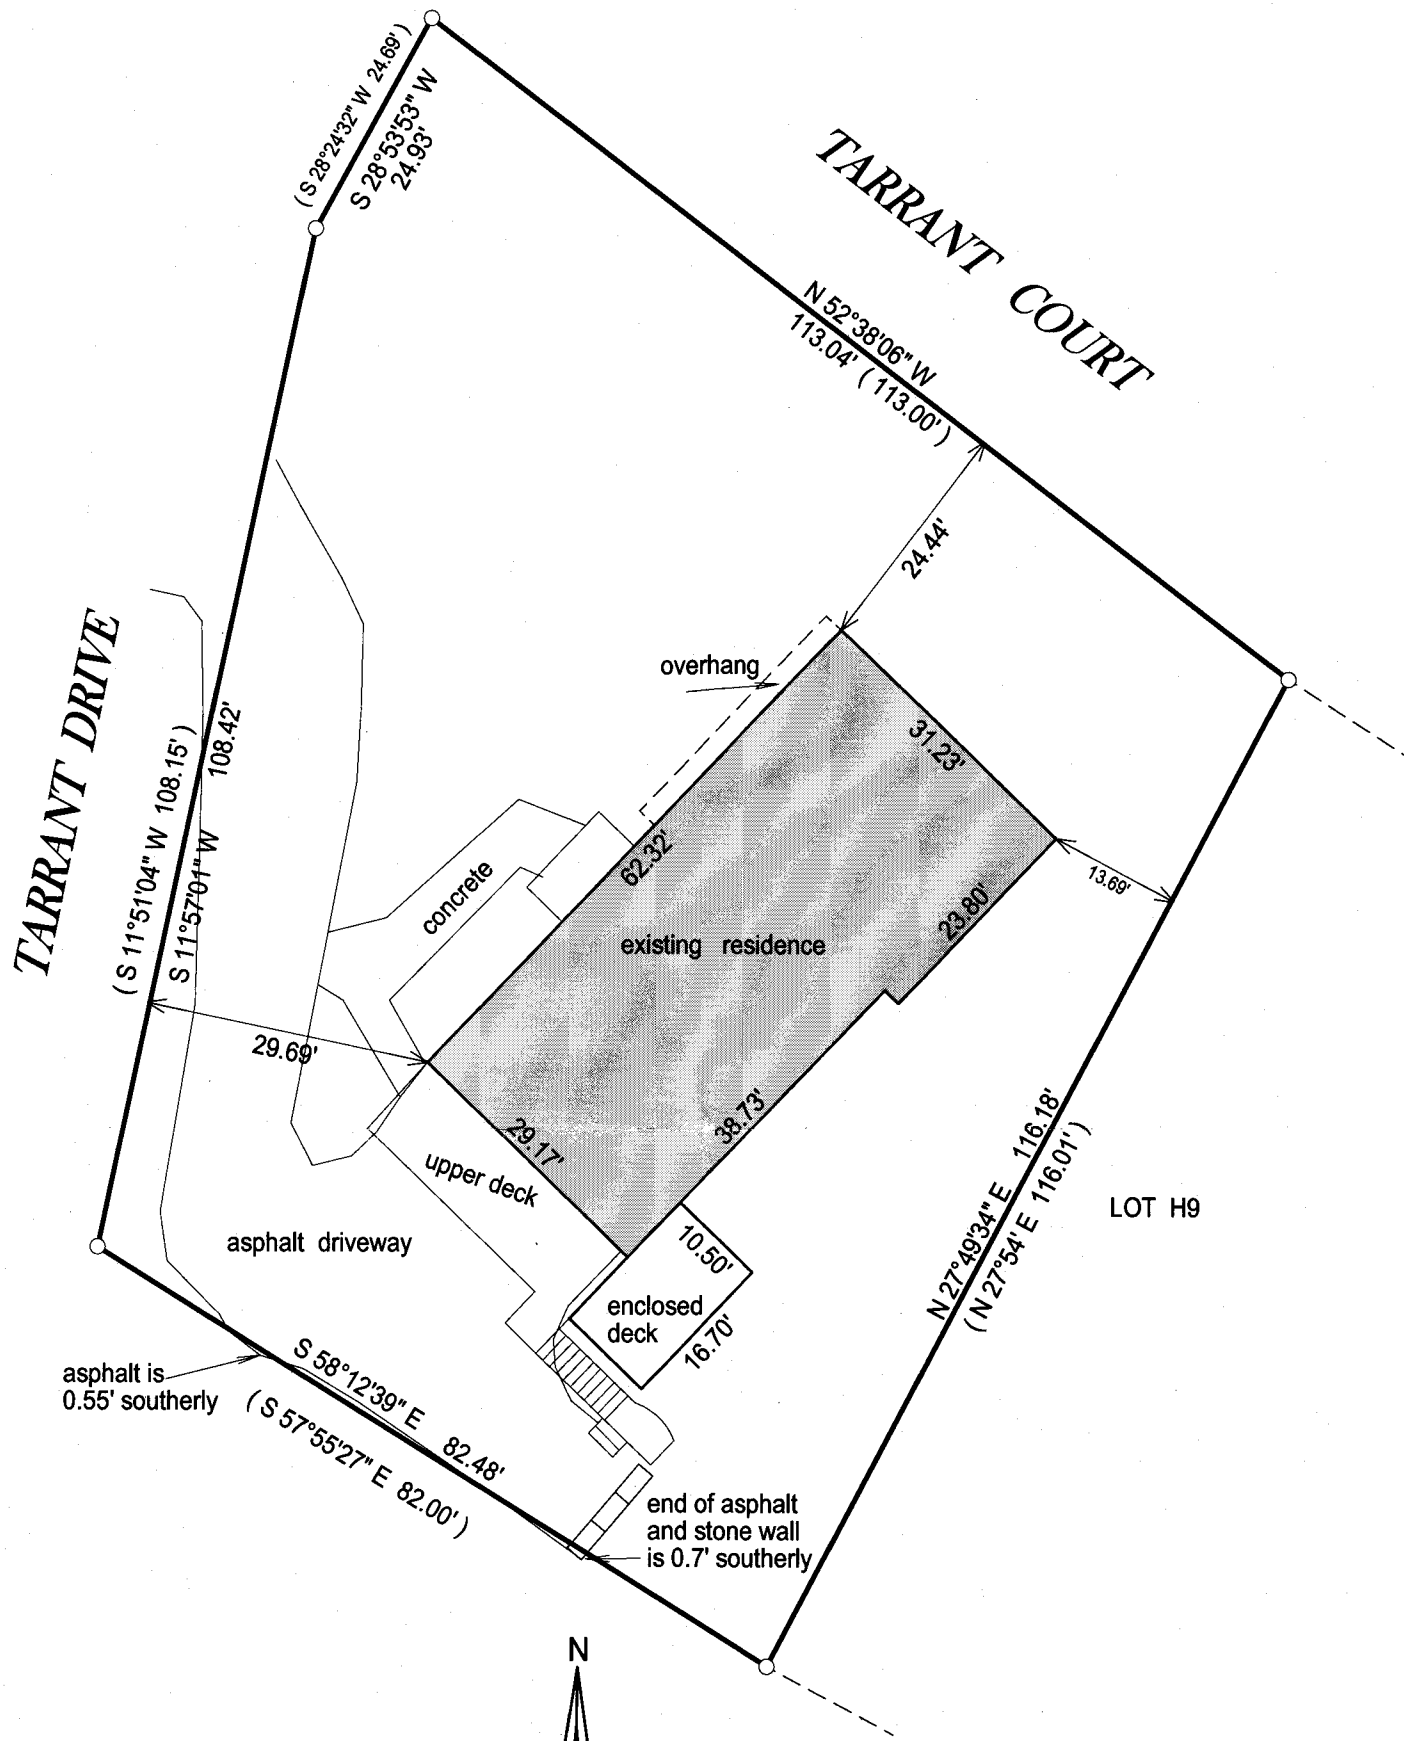 ( S 28°24'32" W 24.69' )
S 28°53'53" W
24.93'
TARRANT COURT
N 52°38'06" W
113.04' ( 113.00' )
24.44'
overhang
31.23'
TARRANT DRIVE
( S 11°51'04" W 108.15' )
S 11°57'01" W 108.42'
62.32'
concrete
13.69'
23.80'
existing residence
29.69'
38.73'
29.17'
upper deck
N 27°49'34" E 116.18'
( N 27°54' E 116.01' )
LOT H9
asphalt driveway
10.50'
enclosed
deck
16.70'
asphalt is
0.55' southerly
S 58°12'39" E 82.48'
( S 57°55'27" E 82.00' )
end of asphalt
and stone wall
is 0.7' southerly
N